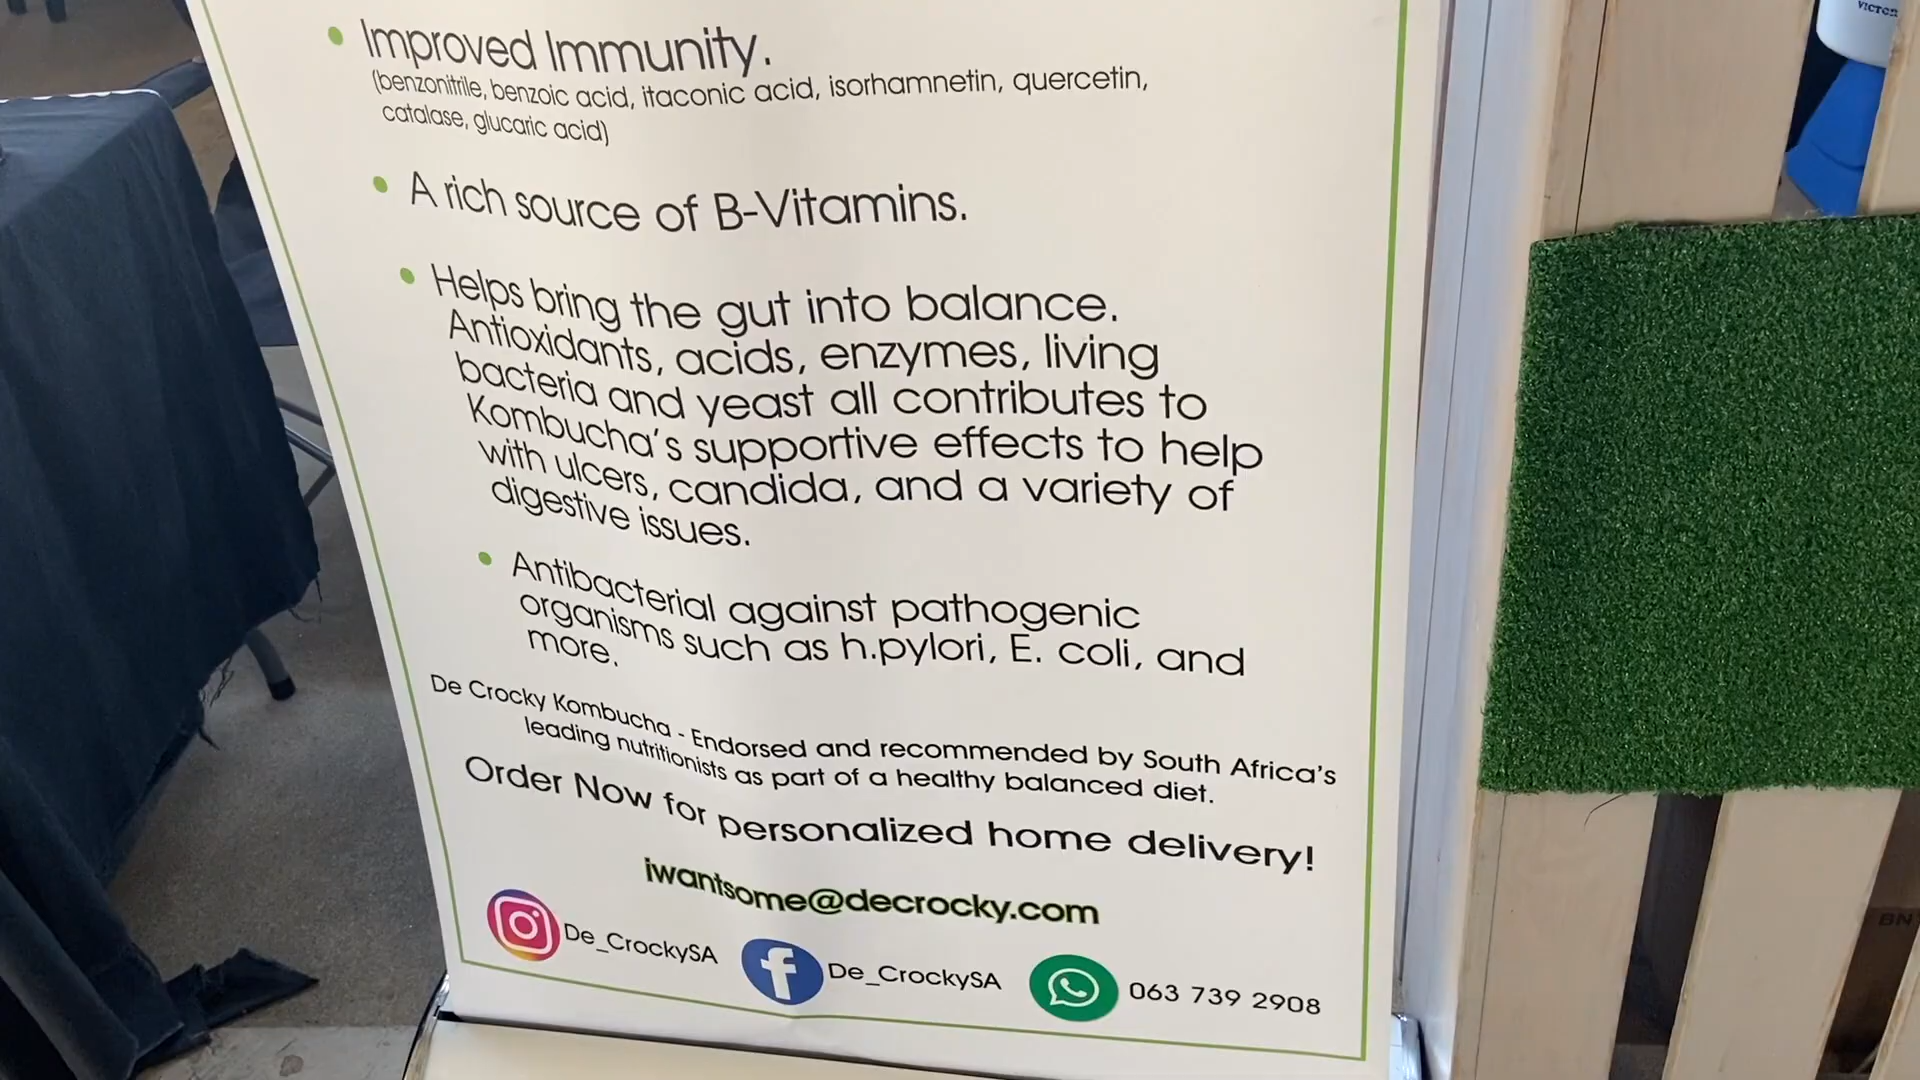 Improved Immunity.
(benzonitrile, benzoic acid, itaconic acid, isorhamnetin, quercetin,
catalase, glucaric acid)
A rich source of B-Vitamins.
Helps bring the gut into balance.
Antioxidants, acids, enzymes, living
bacteria and yeast all contributes to
Kombucha's supportive effects to help
with ulcers, candida, and a variety of
digestive issues.
Antibacterial against pathogenic
organisms such as h.pylori, E. coli, and
more.
De Crocky Kombucha - Endorsed and recommended by South Africa's
leading nutritionists as part of a healthy balanced diet.
Order Now for personalized home delivery!
iwantsome@decrocky.com
De_CrockySA
De_CrockySA
063 739 2908